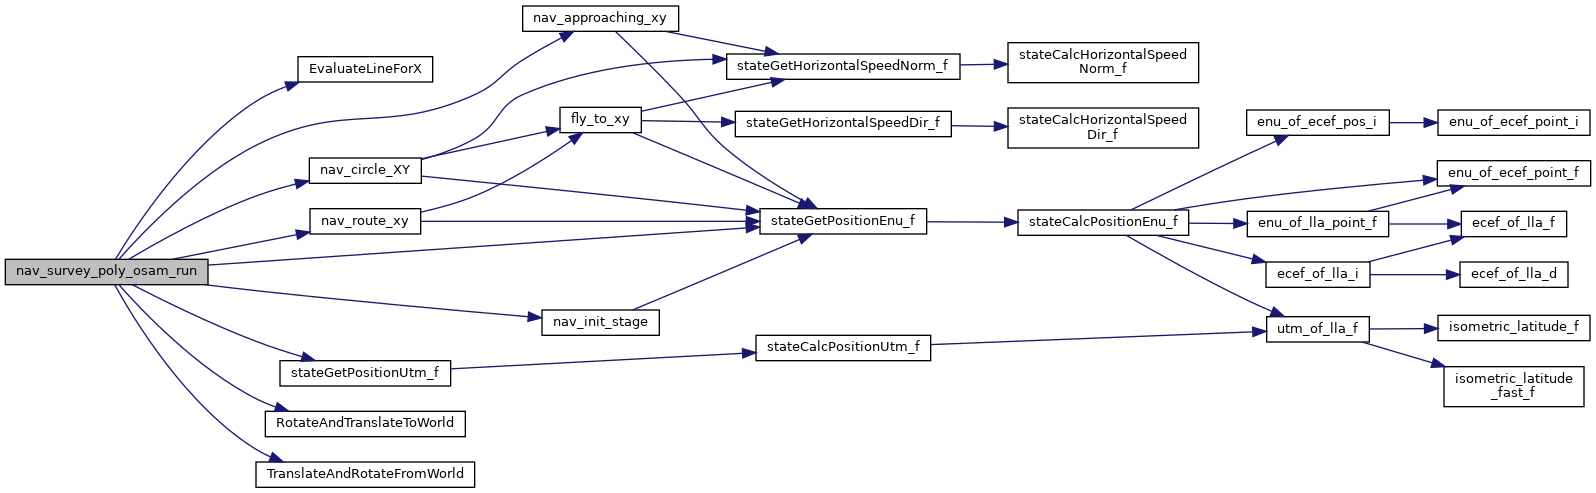 nav_survey_poly_osam_run
EvaluateLineForX
nav_approaching_xy
nav_circle_XY
nav_route_xy
fly_to_xy
nav_init_stage
stateGetPositionUtm_f
RotateAndTranslateToWorld
TranslateAndRotateFromWorld
stateGetHorizontalSpeedNorm_f
stateGetHorizontalSpeedDir_f
stateGetPositionEnu_f
stateCalcPositionUtm_f
stateCalcHorizontalSpeed
Norm_f
stateCalcHorizontalSpeed
Dir_f
stateCalcPositionEnu_f
enu_of_ecef_pos_i
enu_of_lla_point_f
ecef_of_lla_i
utm_of_lla_f
enu_of_ecef_point_i
enu_of_ecef_point_f
ecef_of_lla_f
ecef_of_lla_d
isometric_latitude_f
isometric_latitude
_fast_f